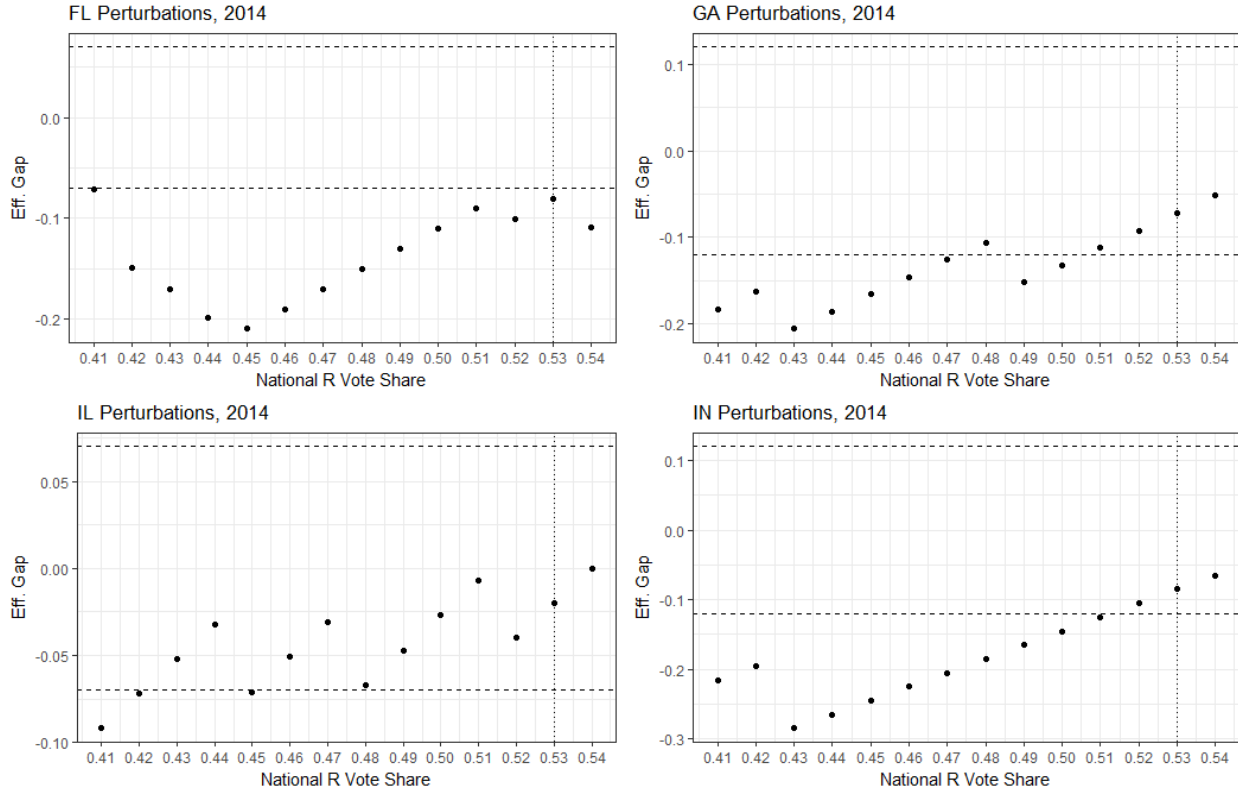 FL Perturbations, 2014
0.0
-0.1
-0.2
Eff. Gap
0.41 0.42 0.43 0.44 0.45 0.46 0.47 0.48 0.49 0.50 0.51 0.52 0.53 0.54
National R Vote Share
GA Perturbations, 2014
0.1
0.0
-0.1
-0.2
Eff. Gap
0.41 0.42 0.43 0.44 0.45 0.46 0.47 0.48 0.49 0.50 0.51 0.52 0.53 0.54
National R Vote Share
IL Perturbations, 2014
0.05
0.00
-0.05
-0.10
Eff. Gap
0.41 0.42 0.43 0.44 0.45 0.46 0.47 0.48 0.49 0.50 0.51 0.52 0.53 0.54
National R Vote Share
IN Perturbations, 2014
0.1
0.0
-0.1
-0.2
-0.3
Eff. Gap
0.41 0.42 0.43 0.44 0.45 0.46 0.47 0.48 0.49 0.50 0.51 0.52 0.53 0.54
National R Vote Share